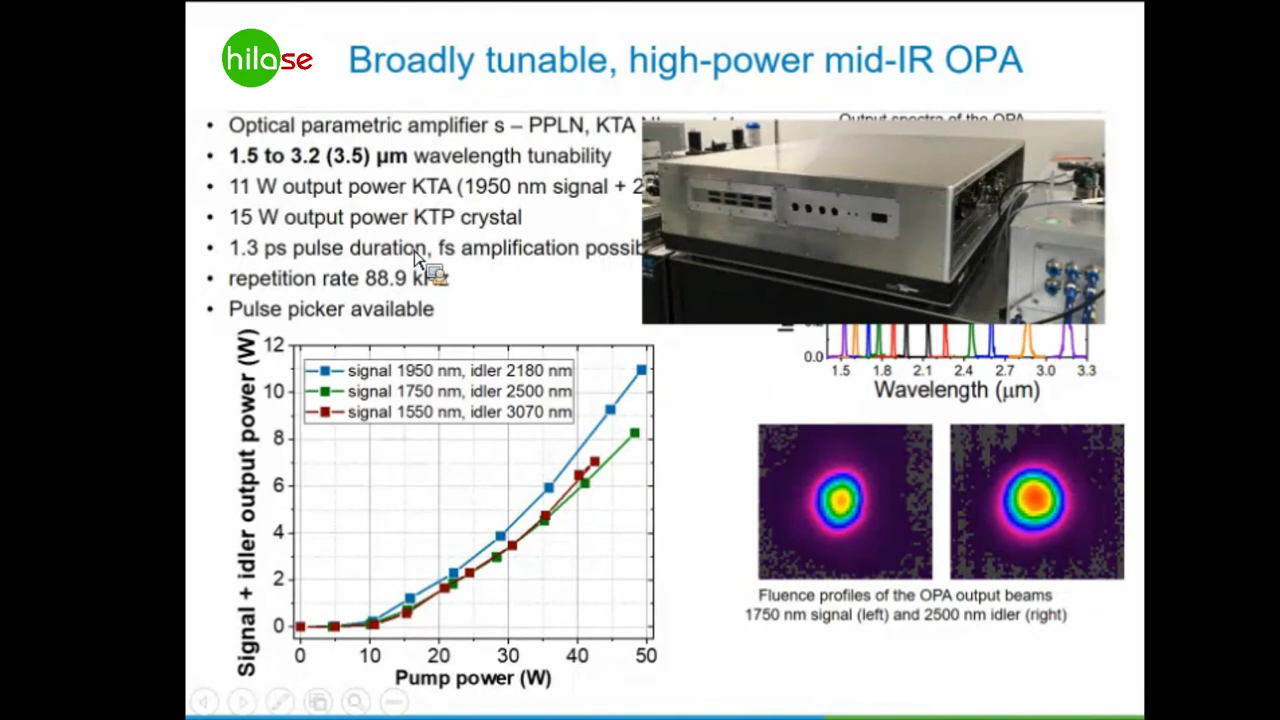 hilase
Broadly tunable, high-power mid-IR OPA
• Optical parametric amplifier s – PPLN, KTA
• 1.5 to 3.2 (3.5) µm wavelength tunability
• 11 W output power KTA (1950 nm signal + 2
• 15 W output power KTP crystal
• 1.3 ps pulse duration, fs amplification possib
• repetition rate 88.9 kHz
• Pulse picker available
Output spectra of the OPA
Signal + idler output power (W)
12
10
8
6
4
2
0
signal 1950 nm, idler 2180 nm
signal 1750 nm, idler 2500 nm
signal 1550 nm, idler 3070 nm
0 10 20 30 40 50
Pump power (W)
0.2
0.0
1.5 1.8 2.1 2.4 2.7 3.0 3.3
Wavelength (µm)
Fluence profiles of the OPA output beams
1750 nm signal (left) and 2500 nm idler (right)